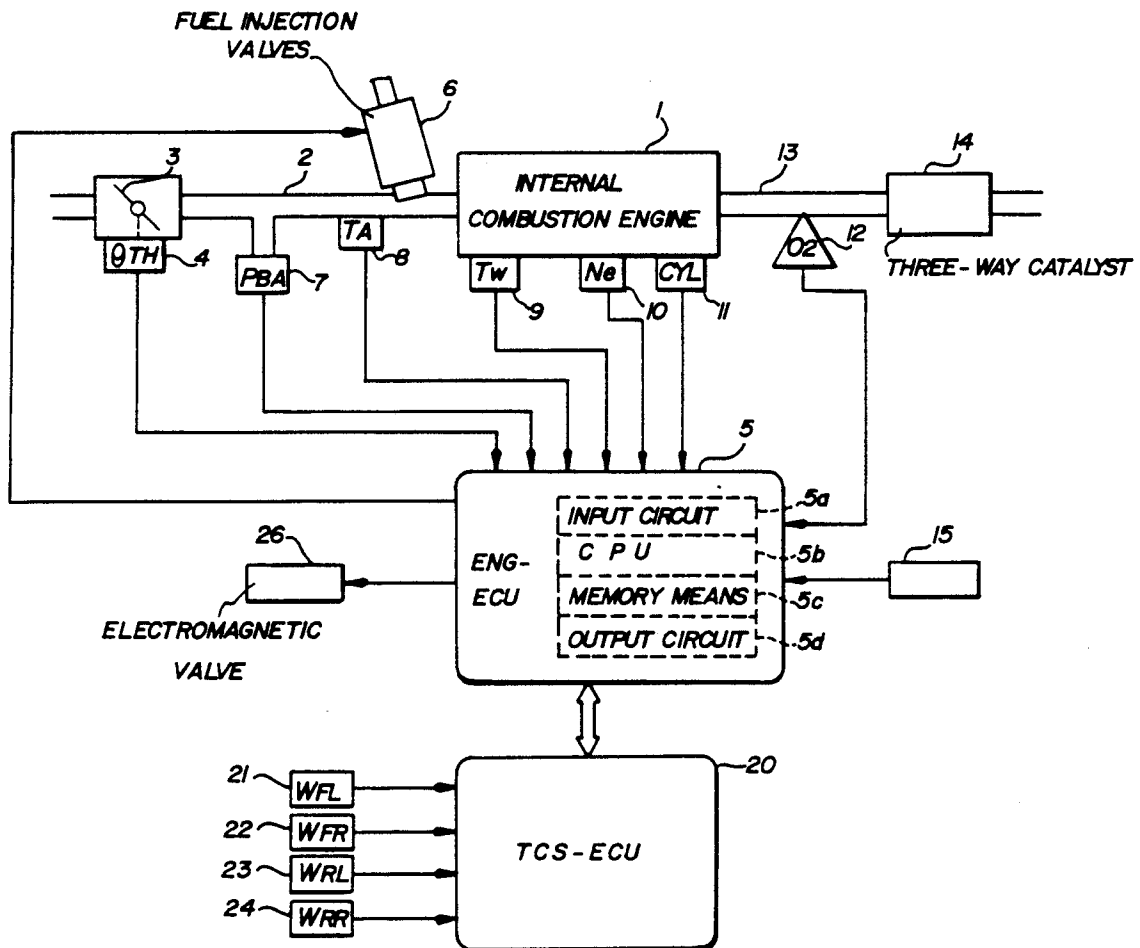 FUEL INJECTION
VALVES
6
1
3
2
INTERNAL
COMBUSTION ENGINE
13
14
θTH
4
PBA
7
TA
8
Tw
9
Ne
10
CYL
11
O2
12
THREE-WAY CATALYST
5
INPUT CIRCUIT
5a
C P U
5b
MEMORY MEANS
5c
OUTPUT CIRCUIT
5d
ENG-
ECU
15
26
ELECTROMAGNETIC
VALVE
20
TCS-ECU
21
WFL
22
WFR
23
WRL
24
WRR